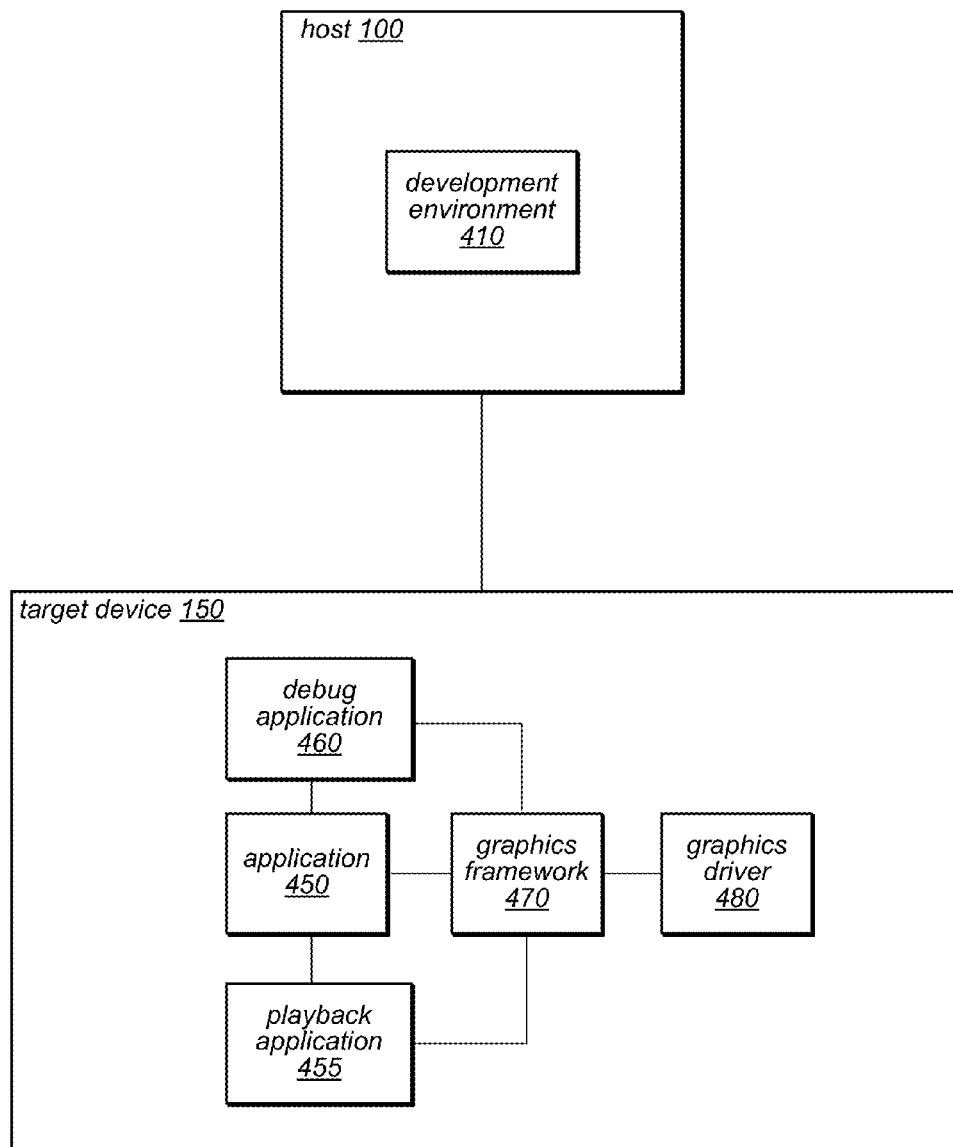 host 100
development
environment
410
target device 150
debug
application
460
application
450
graphics
framework
470
graphics
driver
480
playback
application
455